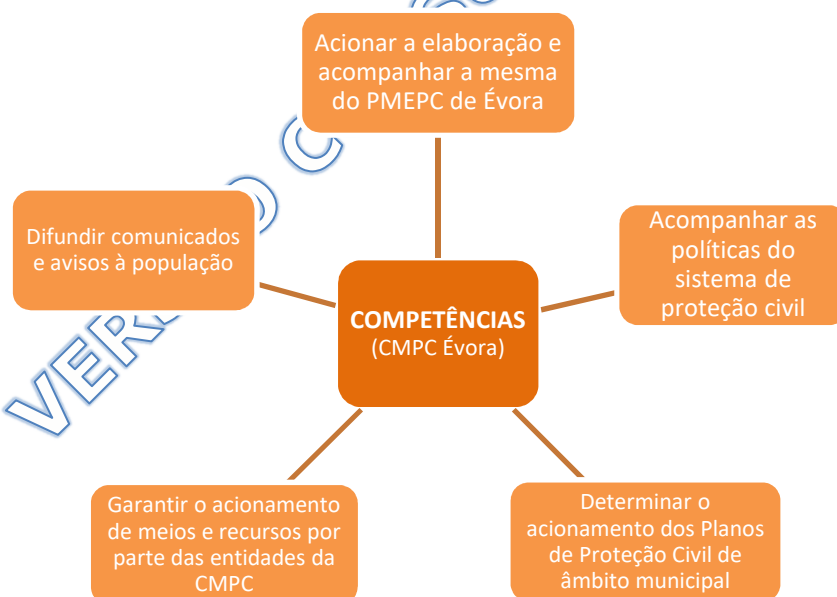 Acionar a elaboração e
acompanhar a mesma
do PMEPC de Évora
Difundir comunicados
e avisos à população
Acompanhar as
políticas do
sistema de
proteção civil
COMPETÊNCIAS
(CMPC Évora)
Garantir o acionamento
de meios e recursos por
parte das entidades da
CMPC
Determinar o
acionamento dos Planos
de Proteção Civil de
âmbito municipal